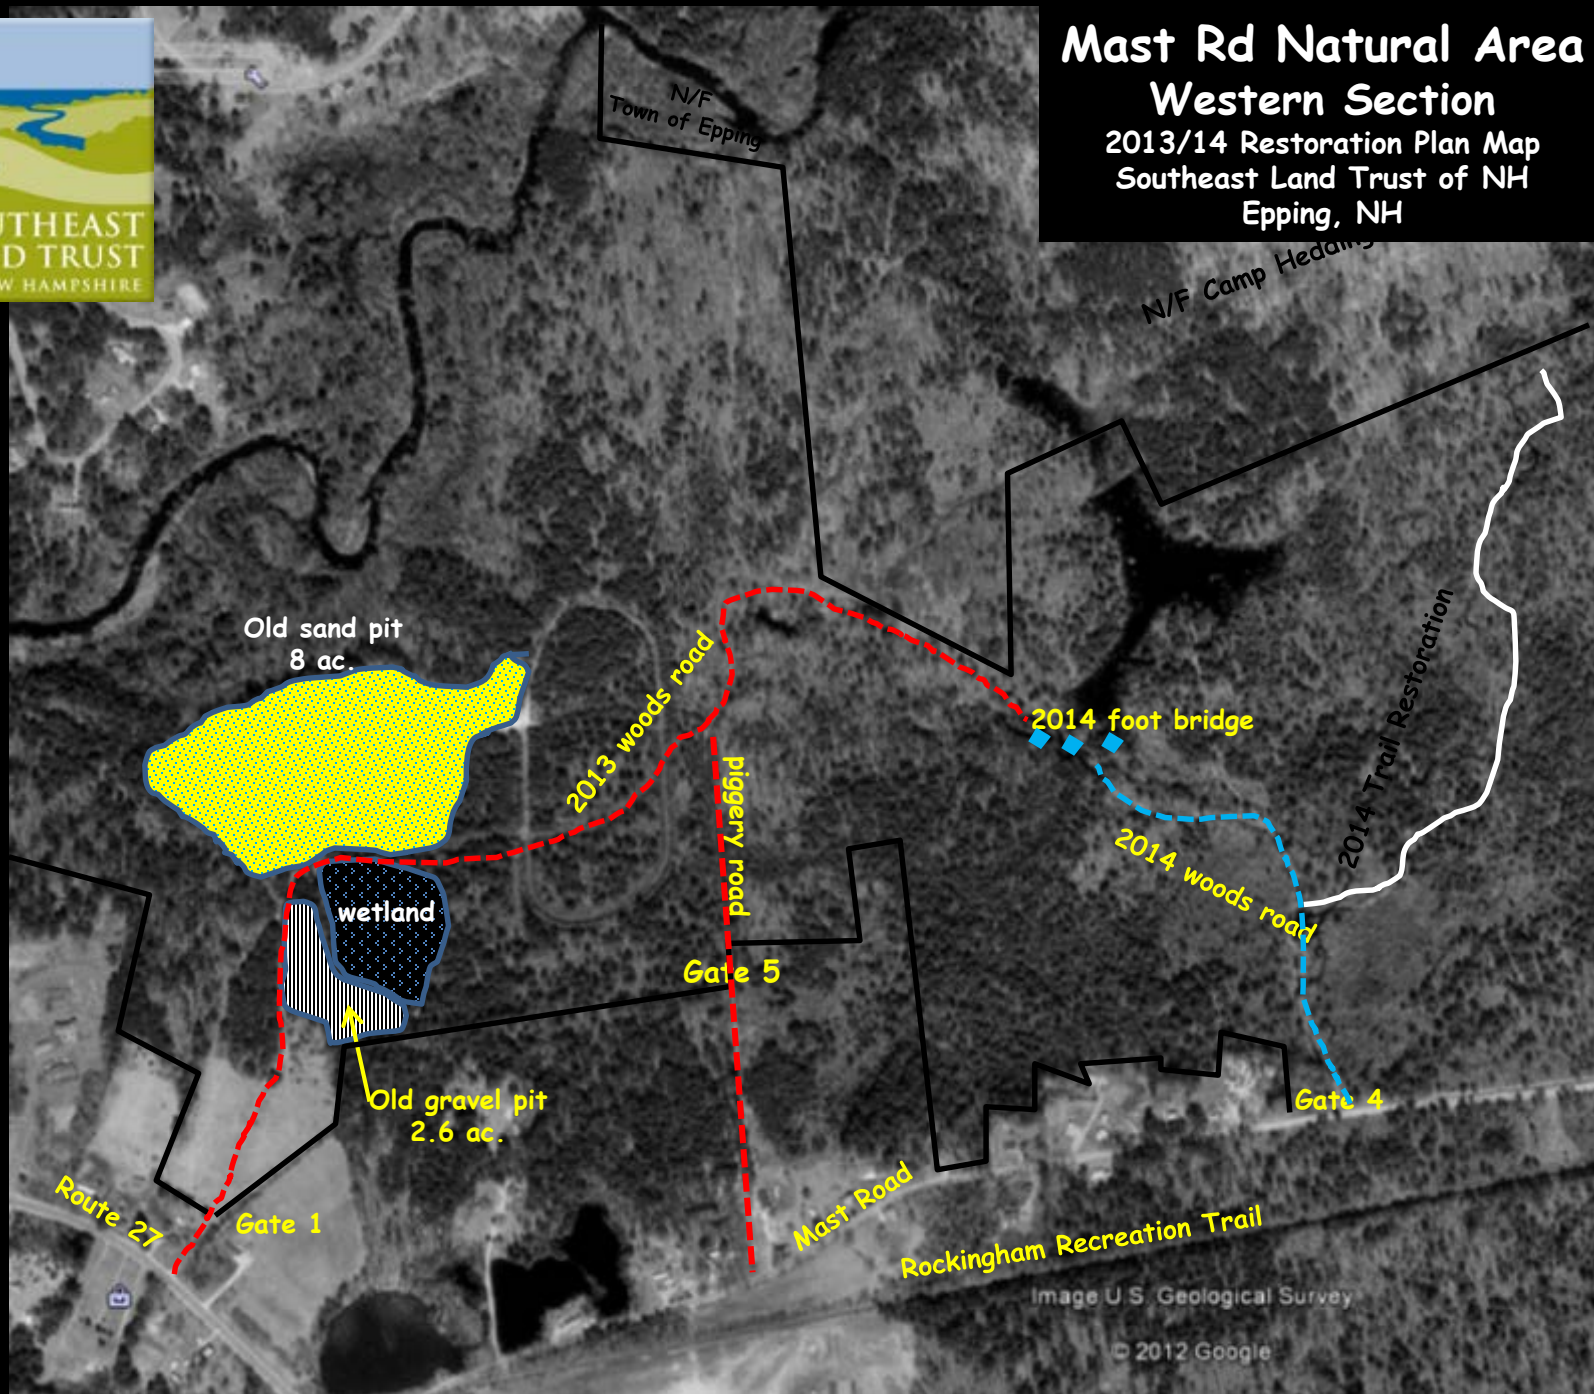 Mast Rd Natural Area
Western Section
2013/14 Restoration Plan Map
Southeast Land Trust of NH
Epping, NH
UTHEAST
D TRUST
W HAMPSHIRE
N/F
Town of Epping
N/F Camp Hedding
Old sand pit
8 ac.
2013 woods road
2014 foot bridge
2014 Trail Restoration
piggery road
2014 woods road
wetland
Gate 5
Old gravel pit
2.6 ac.
Gate 4
Route 27
Gate 1
Mast Road
Rockingham Recreation Trail
Image U.S. Geological Survey
© 2012 Google